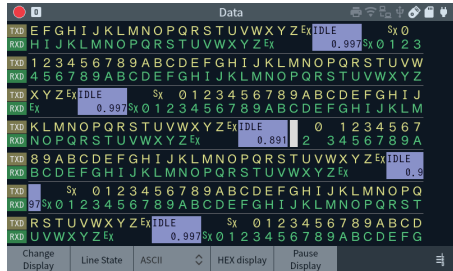 Data
TXD E F G H I J K L M N O P Q R S T U V W X Y Z Ex IDLE Sx 0
RXD H I J K L M N O P Q R S T U V W X Y Z Ex 0.997 Sx 0 1 2 3
TXD 1 2 3 4 5 6 7 8 9 A B C D E F G H I J K L M N O P Q R S T U V W
RXD 4 5 6 7 8 9 A B C D E F G H I J K L M N O P Q R S T U V W X Y Z
TXD X Y Z Ex IDLE Sx 0 1 2 3 4 5 6 7 8 9 A B C D E F G H I J
RXD Ex 0.997 Sx 0 1 2 3 4 5 6 7 8 9 A B C D E F G H I J K L M
TXD K L M N O P Q R S T U V W X Y Z Ex IDLE 0 1 2 3 4 5 6 7
RXD N O P Q R S T U V W X Y Z Ex 0.891 2 3 4 5 6 7 8 9 A
TXD 8 9 A B C D E F G H I J K L M N O P Q R S T U V W X Y Z Ex IDLE
RXD B C D E F G H I J K L M N O P Q R S T U V W X Y Z Ex 0.9
TXD Sx 0 1 2 3 4 5 6 7 8 9 A B C D E F G H I J K L M N O P Q
RXD 97 Sx 0 1 2 3 4 5 6 7 8 9 A B C D E F G H I J K L M N O P Q R S T
TXD R S T U V W X Y Z Ex IDLE Sx 0 1 2 3 4 5 6 7 8 9 A B C D
RXD U V W X Y Z Ex 0.997 Sx 0 1 2 3 4 5 6 7 8 9 A B C D E F G
Change Display
Line State
ASCII
HEX display
Pause Display